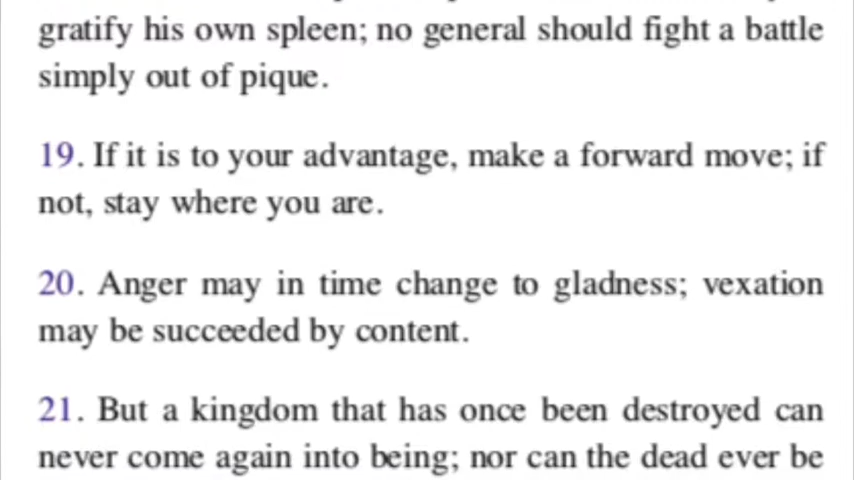 gratify his own spleen; no general should fight a battle
simply out of pique.
19. If it is to your advantage, make a forward move; if
not, stay where you are.
20. Anger may in time change to gladness; vexation
may be succeeded by content.
21. But a kingdom that has once been destroyed can
never come again into being; nor can the dead ever be